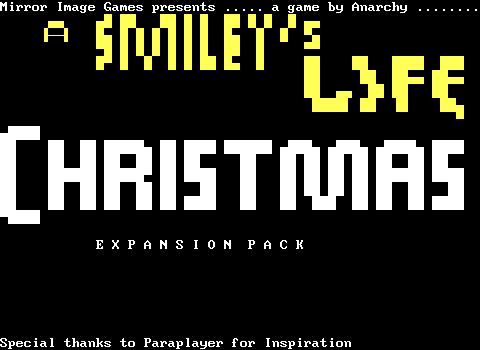 Mirror Image Games presents ..... a game by Anarchy ........
A SMILEY's
LIFE
CHRISTMAS
EXPANSION PACK
Special thanks to Paraplayer for Inspiration